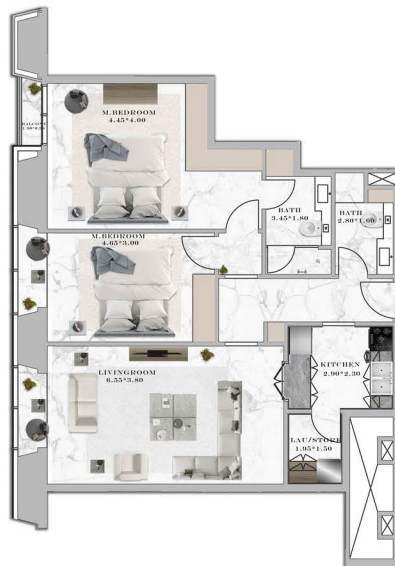 M.BEDROOM
4.45*4.00
BALCONY
BATH
3.45*1.80
BATH
2.80*1.60
M.BEDROOM
4.65*3.00
LIVINGROOM
6.55*3.80
KITCHEN
2.90*2.30
LAU/STORE
1.95*1.50